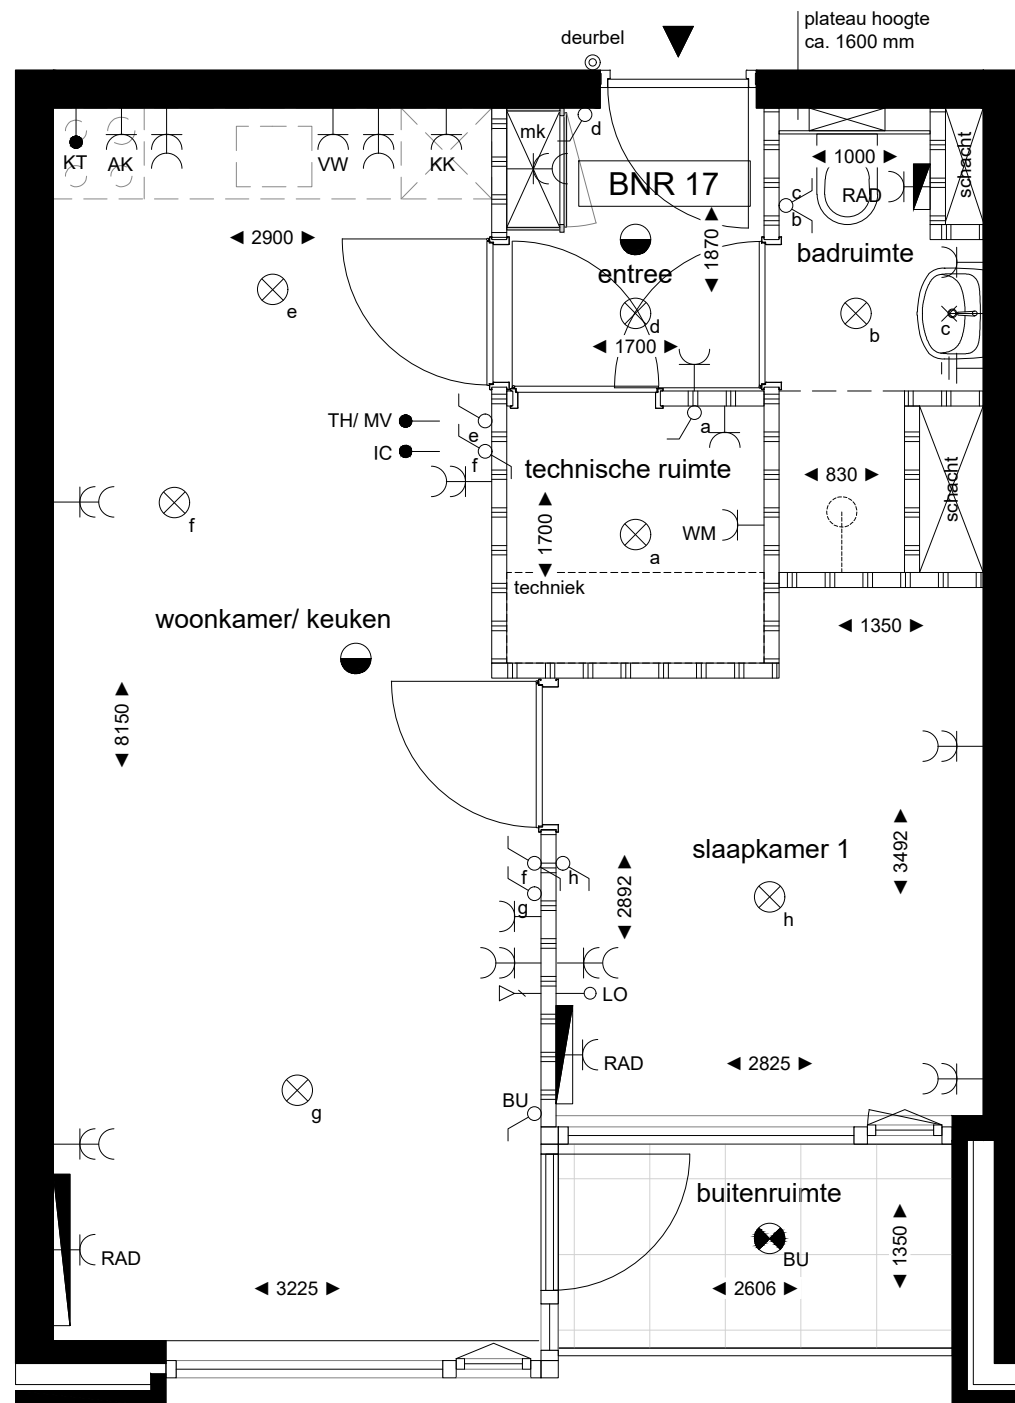 plateau hoogte
ca. 1600 mm
deurbel
KT
AK
VW
KK
mk
d
BNR 17
1000
RAD
schacht
c
b
2900
1870
entree
badruimte
e
d
b
c
1700
TH/ MV
e
a
IC
f
technische ruimte
830
schacht
f
1700
WM
a
techniek
woonkamer/ keuken
1350
8150
slaapkamer 1
3492
f
h
2892
g
h
LO
RAD
2825
BU
g
buitenruimte
1350
BU
RAD
3225
2606